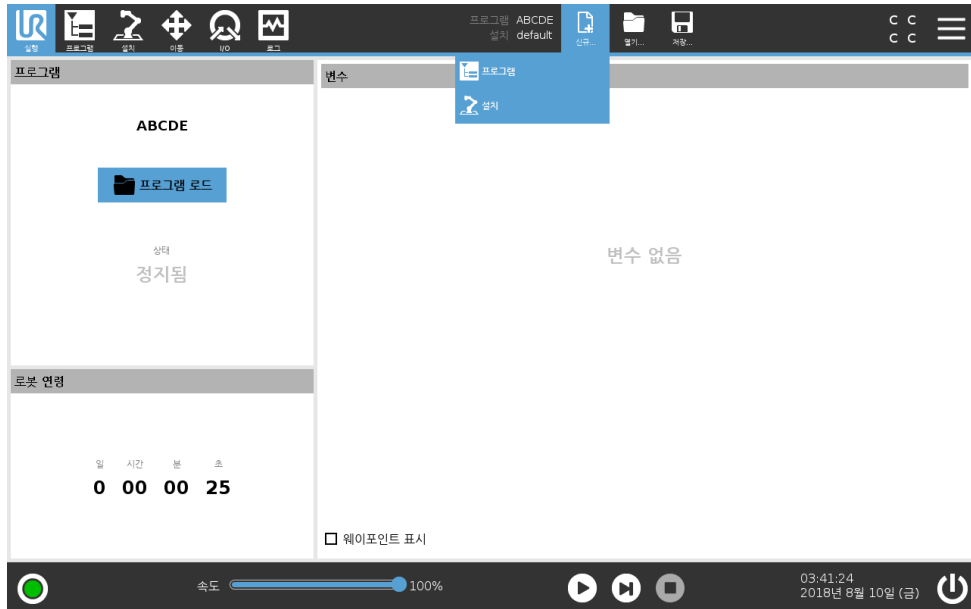 프로그램 ABCDE
설치 default
C C
C C
실행 프로그램 설치 이동 I/O 로그 신규... 열기... 저장...
프로그램
설치
프로그램
변수
ABCDE
프로그램 로드
상태
정지됨
변수 없음
로봇 연령
일 시간 분 초
0 00 00 25
웨이포인트 표시
속도 100%
03:41:24
2018년 8월 10일 (금)